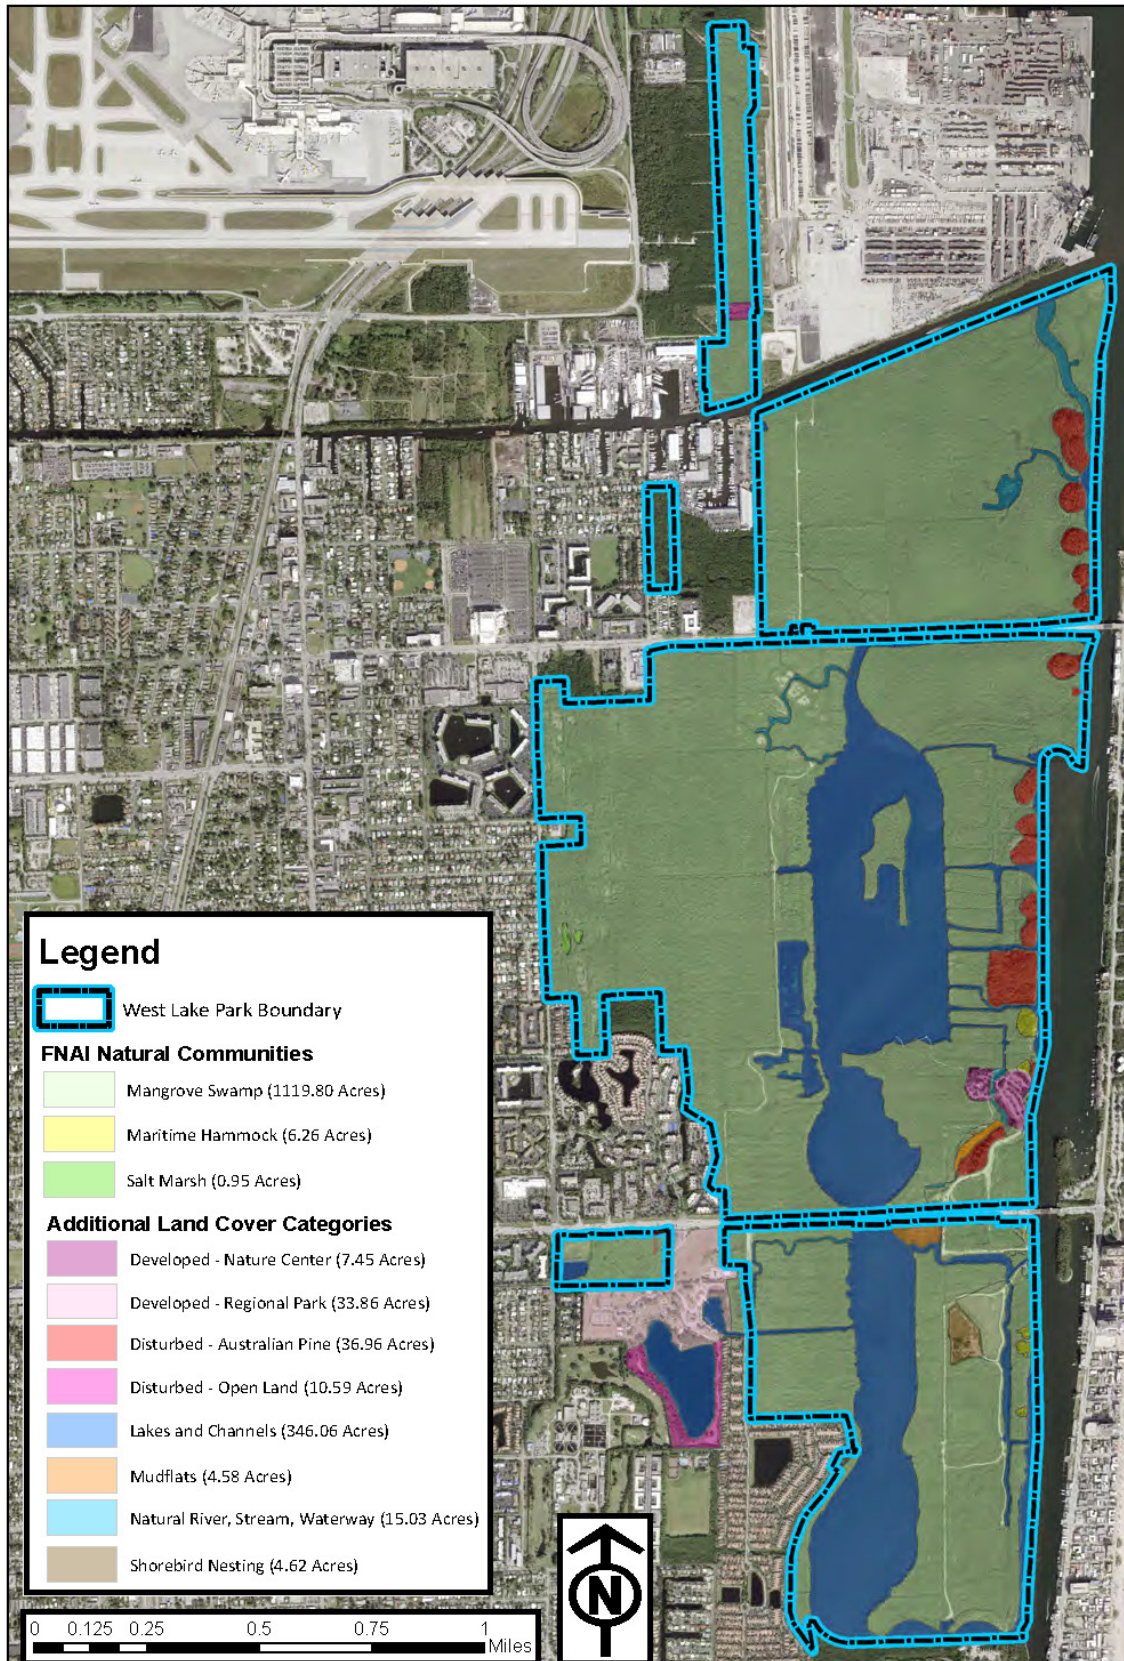 Legend
West Lake Park Boundary
FNAI Natural Communities
Mangrove Swamp (1119.80 Acres)
Maritime Hammock (6.26 Acres)
Salt Marsh (0.95 Acres)
Additional Land Cover Categories
Developed - Nature Center (7.45 Acres)
Developed - Regional Park (33.86 Acres)
Disturbed - Australian Pine (36.96 Acres)
Disturbed - Open Land (10.59 Acres)
Lakes and Channels (346.06 Acres)
Mudflats (4.58 Acres)
Natural River, Stream, Waterway (15.03 Acres)
Shorebird Nesting (4.62 Acres)
0 0.125 0.25 0.5 0.75 1
Miles
N